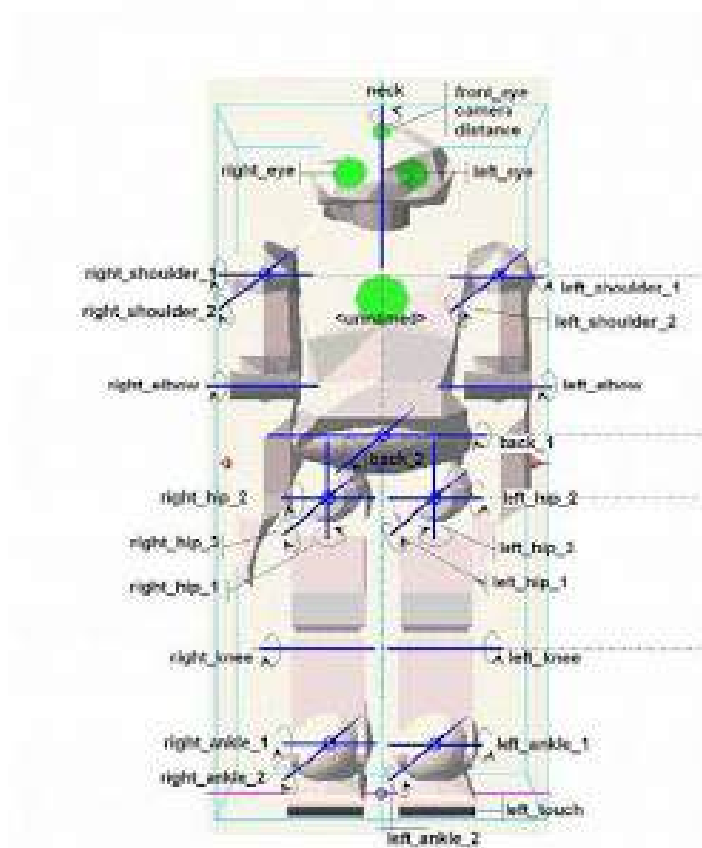 neck
front_eye
camera
distance
right_eye
left_eye
right_shoulder_1
left_shoulder_1
right_shoulder_2
left_shoulder_2
<unnamed>
right_elbow
left_elbow
back_1
back_2
right_hip_2
left_hip_2
right_hip_3
left_hip_3
right_hip_1
left_hip_1
right_knee
left_knee
right_ankle_1
left_ankle_1
right_ankle_2
left_touch
left_ankle_2